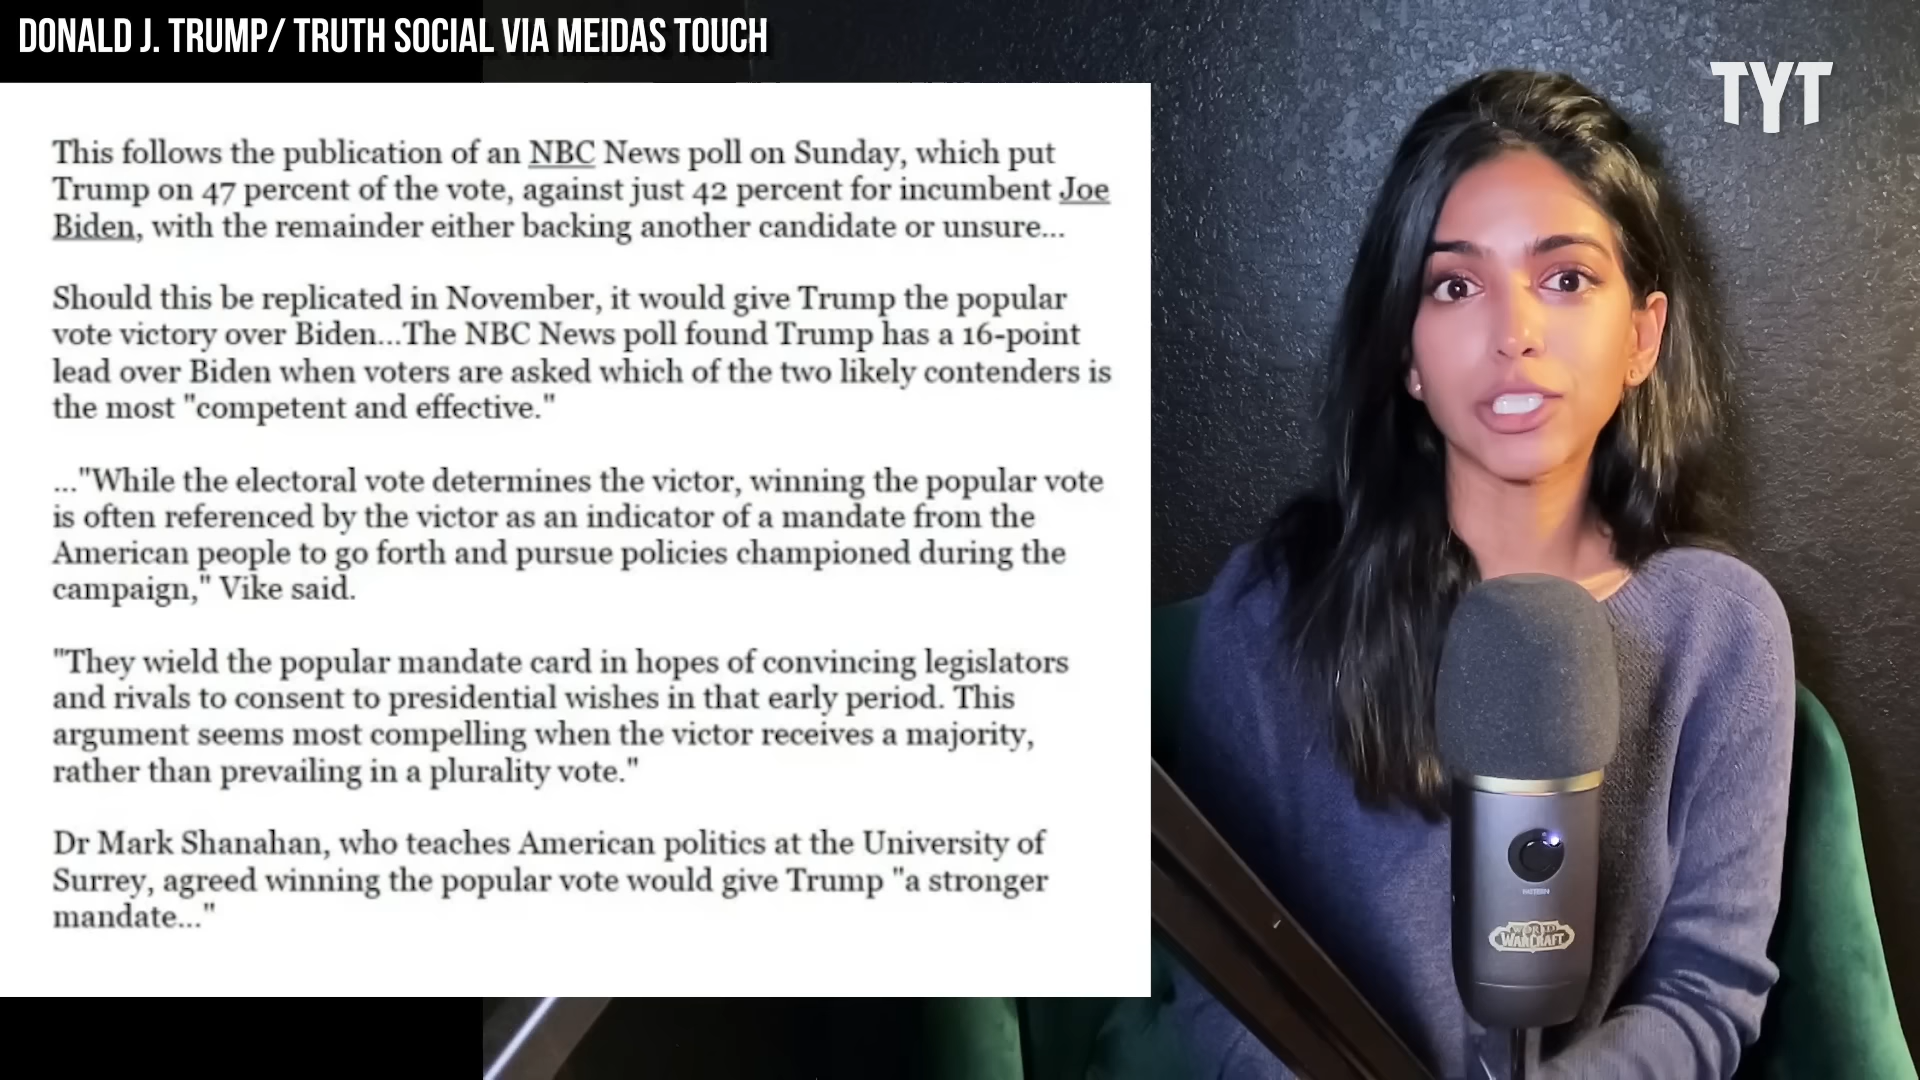 DONALD J. TRUMP/ TRUTH SOCIAL VIA MEIDAS TOUCH
TYT
This follows the publication of an NBC News poll on Sunday, which put
Trump on 47 percent of the vote, against just 42 percent for incumbent Joe
Biden, with the remainder either backing another candidate or unsure...
Should this be replicated in November, it would give Trump the popular
vote victory over Biden...The NBC News poll found Trump has a 16-point
lead over Biden when voters are asked which of the two likely contenders is
the most "competent and effective."
..."While the electoral vote determines the victor, winning the popular vote
is often referenced by the victor as an indicator of a mandate from the
American people to go forth and pursue policies championed during the
campaign," Vike said.
"They wield the popular mandate card in hopes of convincing legislators
and rivals to consent to presidential wishes in that early period. This
argument seems most compelling when the victor receives a majority,
rather than prevailing in a plurality vote."
Dr Mark Shanahan, who teaches American politics at the University of
Surrey, agreed winning the popular vote would give Trump "a stronger
mandate..."
WORLD
WARCRAFT